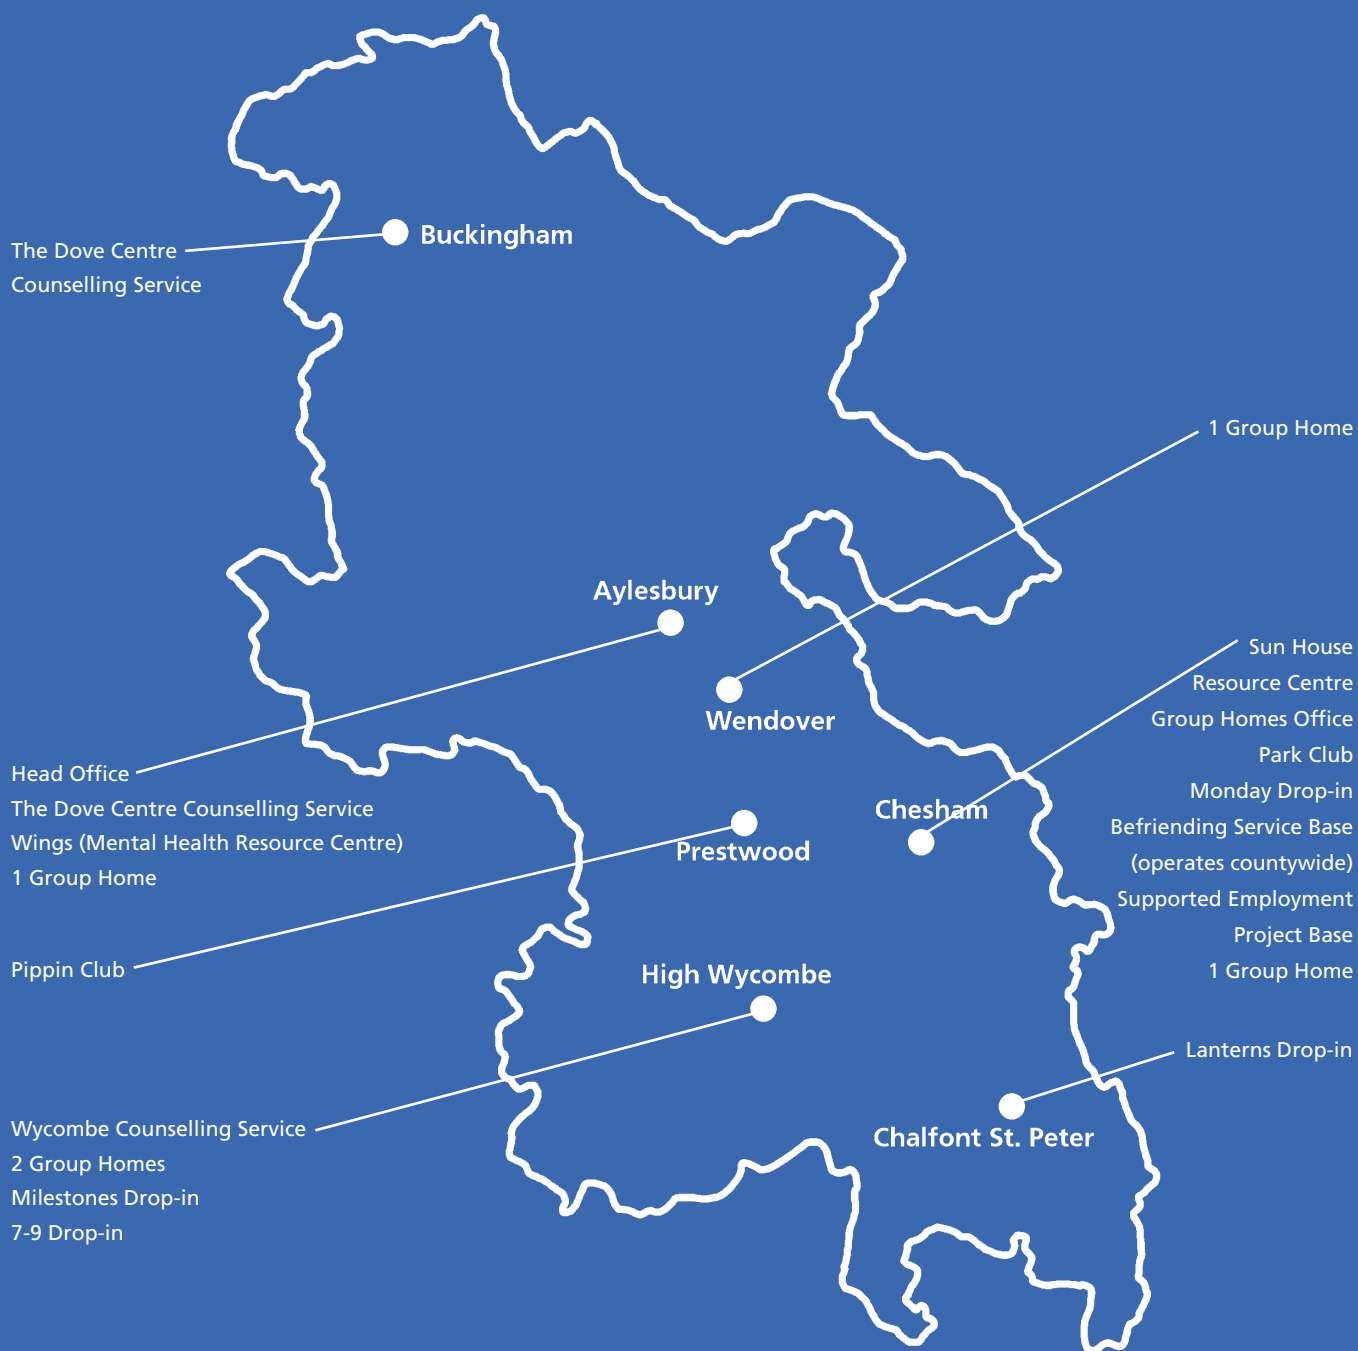 Buckingham
The Dove Centre
Counselling Service
1 Group Home
Aylesbury
Wendover
Sun House
Resource Centre
Group Homes Office
Park Club
Monday Drop-in
Befriending Service Base
(operates countywide)
Supported Employment
Project Base
1 Group Home
Head Office
The Dove Centre Counselling Service
Wings (Mental Health Resource Centre)
1 Group Home
Chesham
Prestwood
Pippin Club
High Wycombe
Lanterns Drop-in
Chalfont St. Peter
Wycombe Counselling Service
2 Group Homes
Milestones Drop-in
7-9 Drop-in